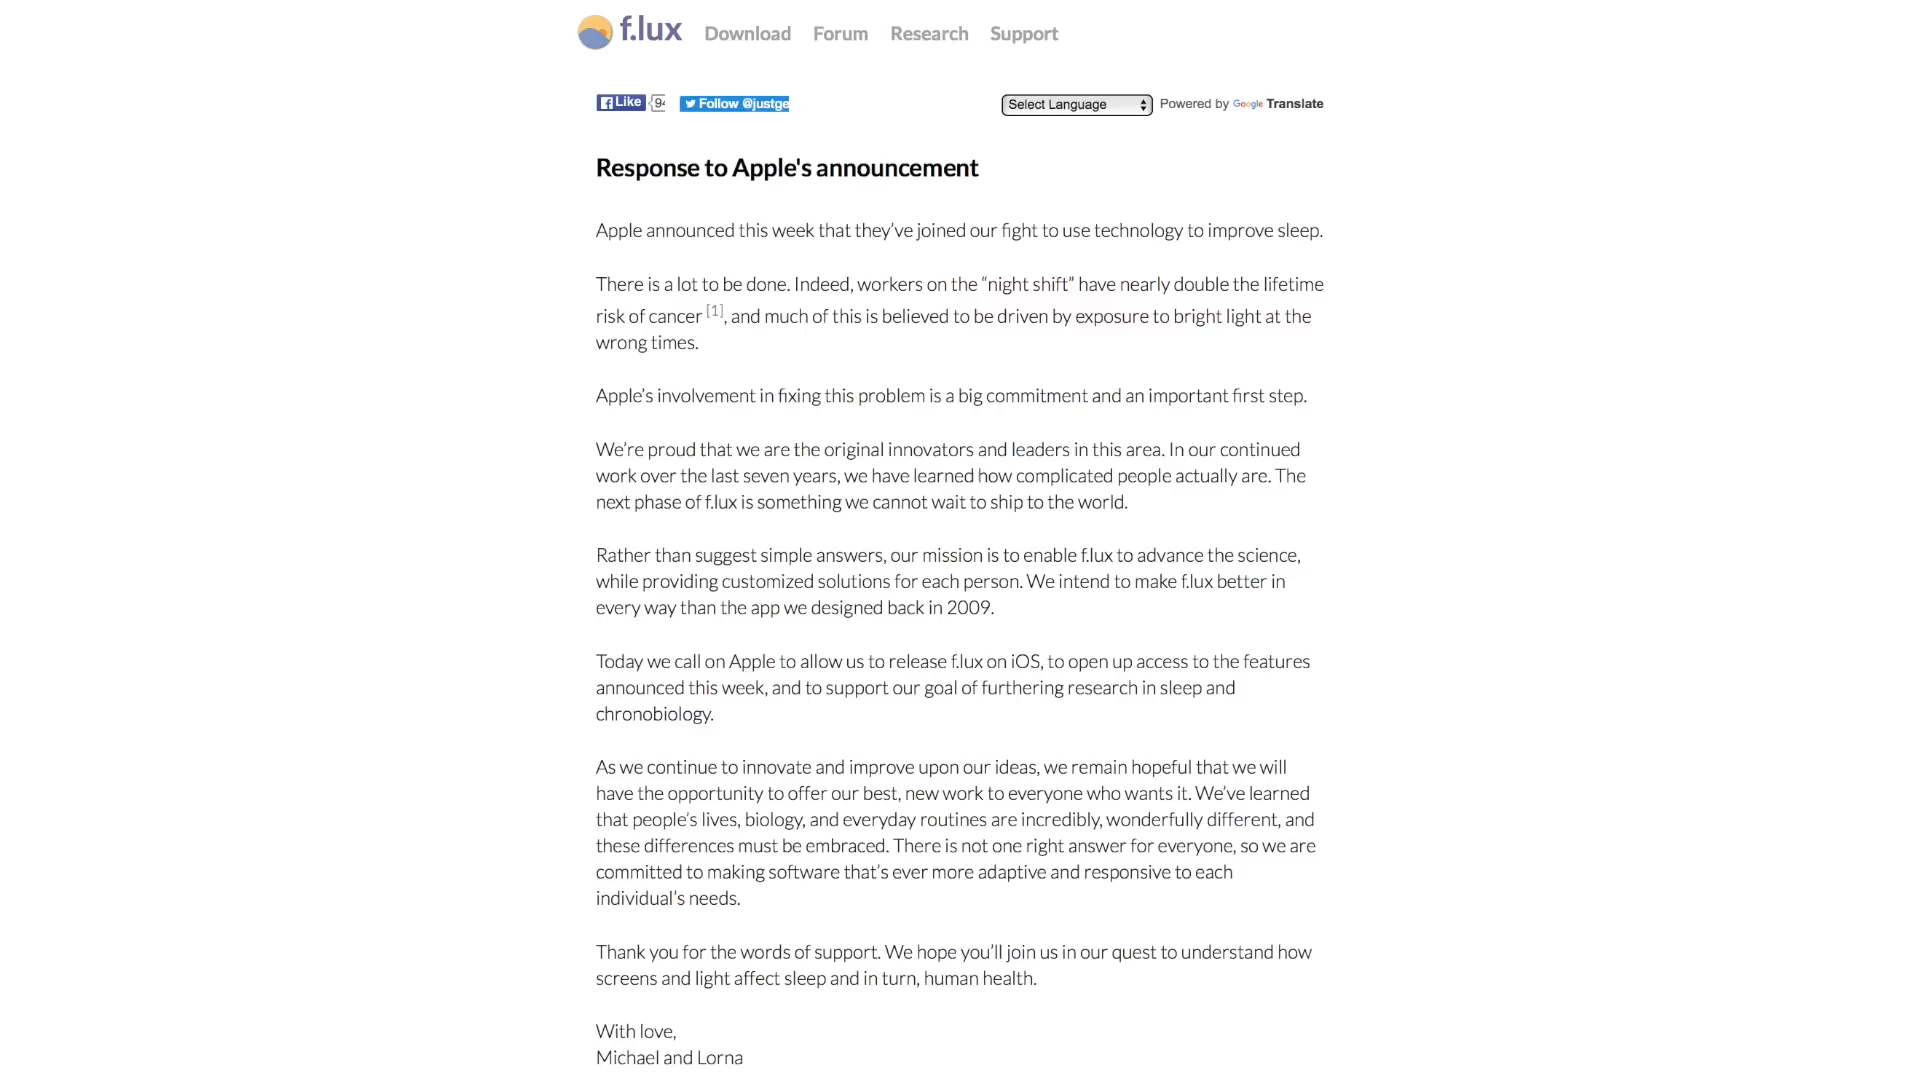 f.lux Download Forum Research Support
Like 94 Follow @justge Select Language Powered by Google Translate
Response to Apple's announcement
Apple announced this week that they’ve joined our fight to use technology to improve sleep.
There is a lot to be done. Indeed, workers on the “night shift” have nearly double the lifetime
risk of cancer [1], and much of this is believed to be driven by exposure to bright light at the
wrong times.
Apple’s involvement in fixing this problem is a big commitment and an important first step.
We’re proud that we are the original innovators and leaders in this area. In our continued
work over the last seven years, we have learned how complicated people actually are. The
next phase of f.lux is something we cannot wait to ship to the world.
Rather than suggest simple answers, our mission is to enable f.lux to advance the science,
while providing customized solutions for each person. We intend to make f.lux better in
every way than the app we designed back in 2009.
Today we call on Apple to allow us to release f.lux on iOS, to open up access to the features
announced this week, and to support our goal of furthering research in sleep and
chronobiology.
As we continue to innovate and improve upon our ideas, we remain hopeful that we will
have the opportunity to offer our best, new work to everyone who wants it. We’ve learned
that people’s lives, biology, and everyday routines are incredibly, wonderfully different, and
these differences must be embraced. There is not one right answer for everyone, so we are
committed to making software that’s ever more adaptive and responsive to each
individual’s needs.
Thank you for the words of support. We hope you’ll join us in our quest to understand how
screens and light affect sleep and in turn, human health.
With love,
Michael and Lorna